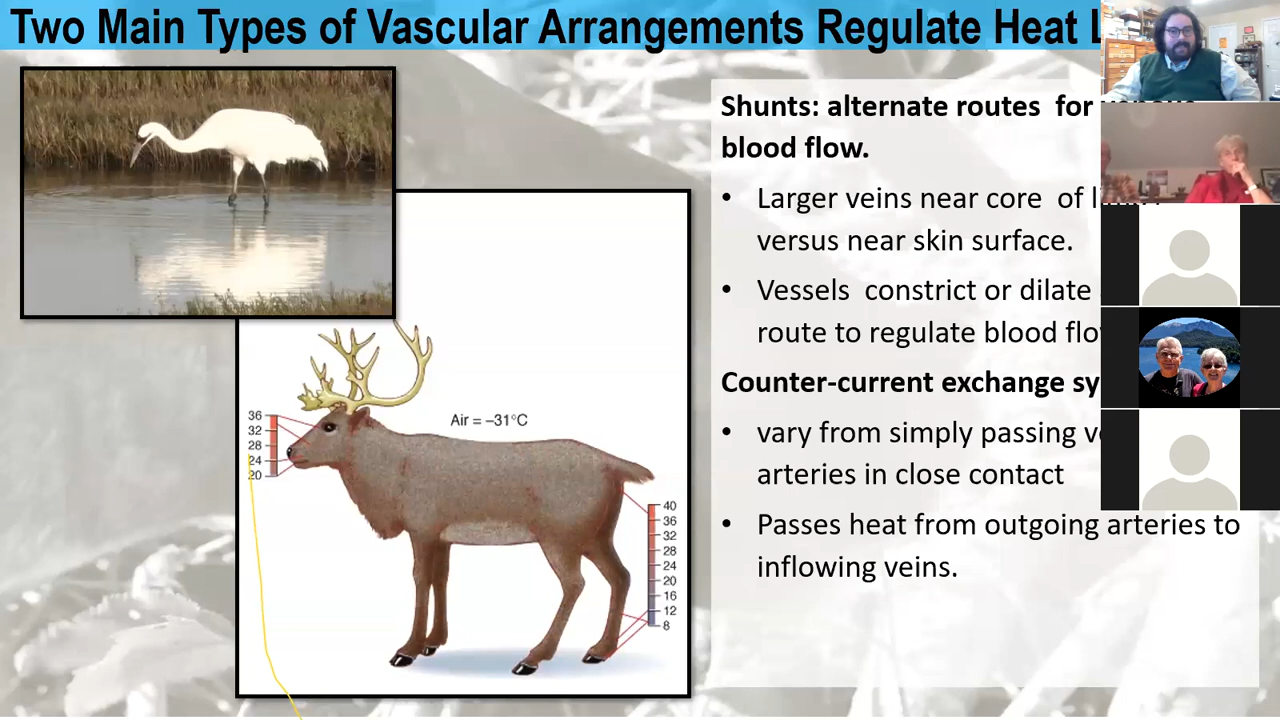 Two Main Types of Vascular Arrangements Regulate Heat
Shunts: alternate routes for
blood flow.
• Larger veins near core of
versus near skin surface.
• Vessels constrict or dilate
route to regulate blood
Counter-current exchange
• vary from simply passing
arteries in close contact
• Passes heat from outgoing arteries to
inflowing veins.
Air = –31°C
36
32
28
24
20
40
36
32
28
24
20
16
12
8